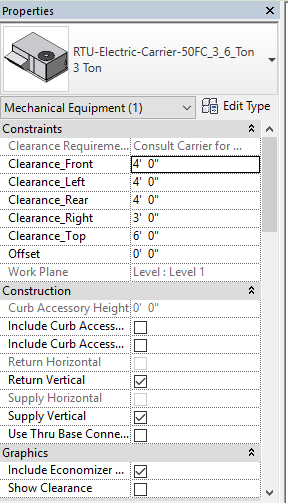 Properties
RTU-Electric-Carrier-50FC_3_6_Ton
3 Ton
Mechanical Equipment (1)
Edit Type
Constraints
Clearance Requireme... Consult Carrier for ...
Clearance_Front 4' 0"
Clearance_Left 4' 0"
Clearance_Rear 4' 0"
Clearance_Right 3' 0"
Clearance_Top 6' 0"
Offset 0' 0"
Work Plane Level : Level 1
Construction
Curb Accessory Height 0' 0"
Include Curb Access...
Include Curb Access...
Return Horizontal
Return Vertical
Supply Horizontal
Supply Vertical
Use Thru Base Conne...
Graphics
Include Economizer ...
Show Clearance